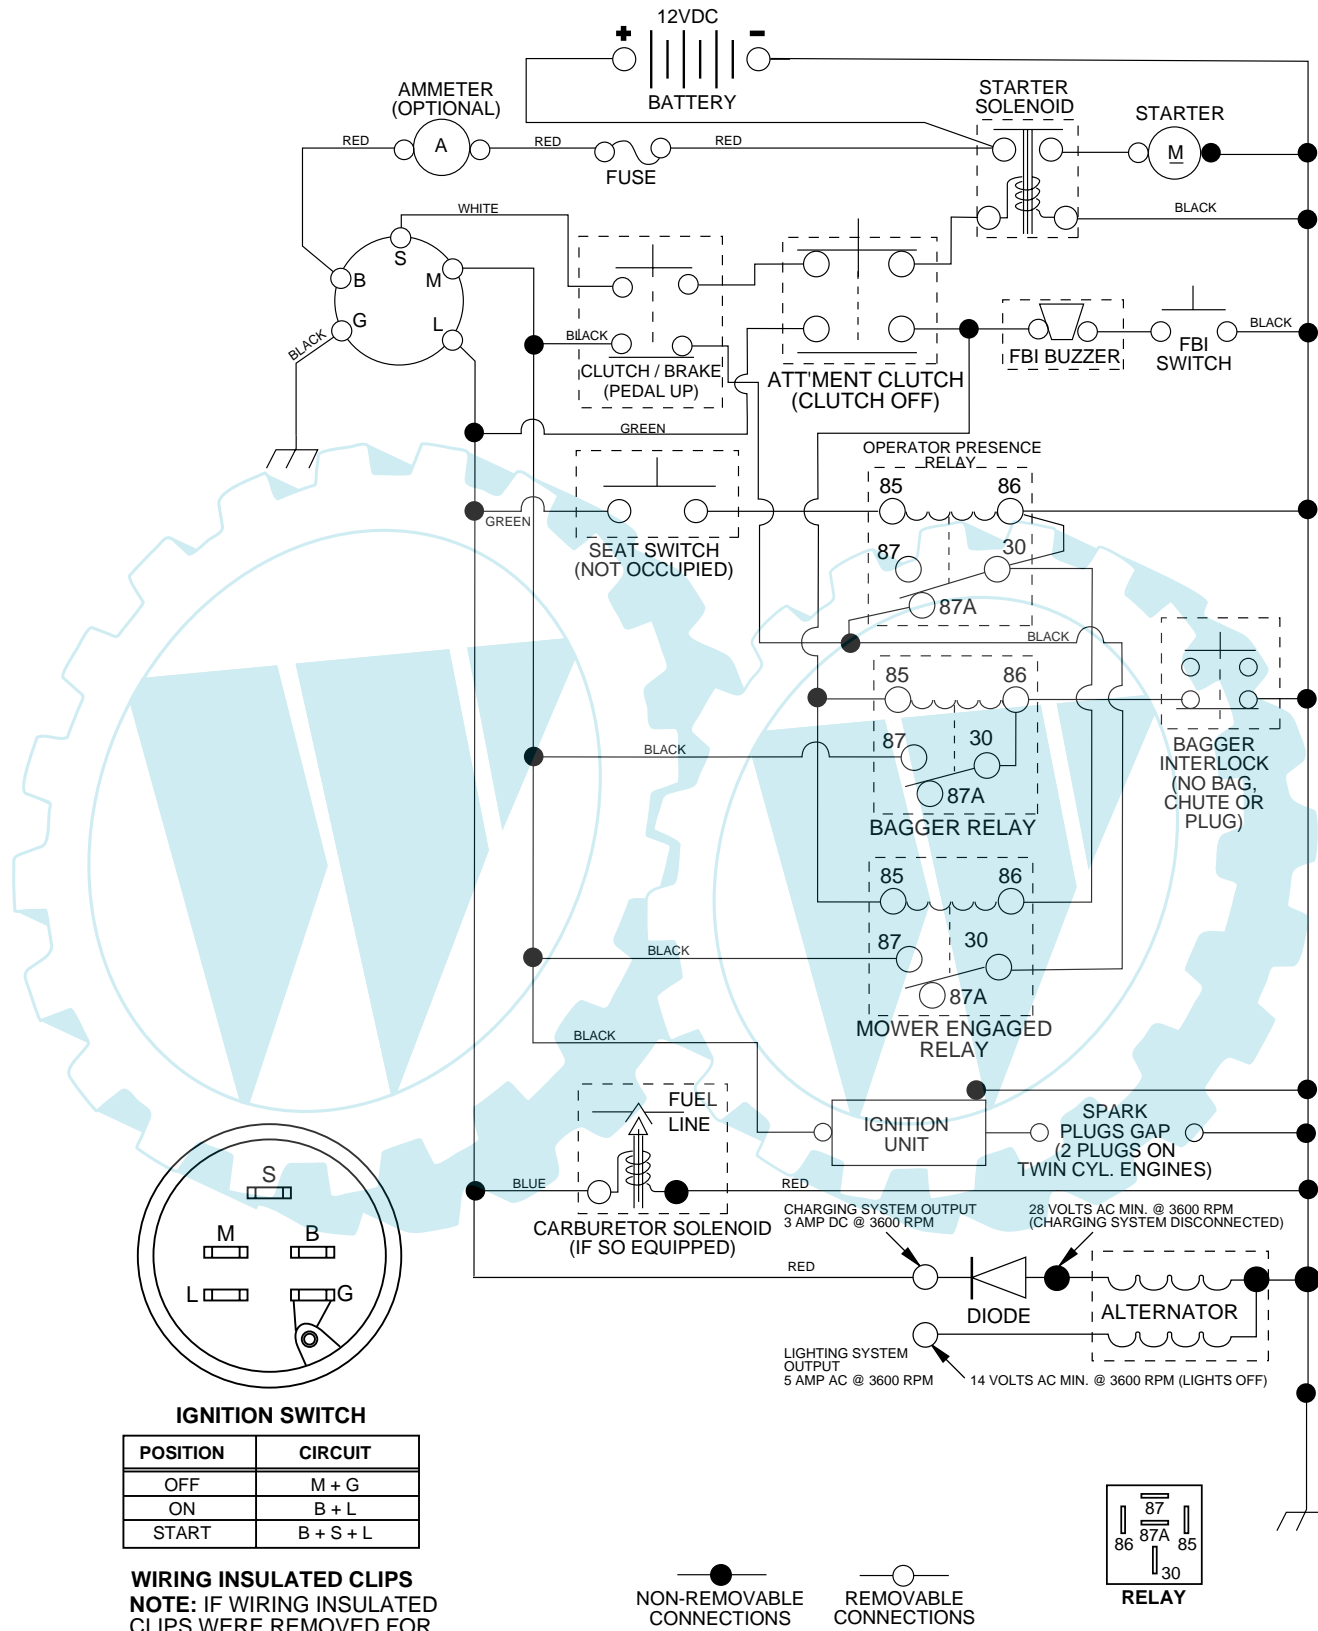 12VDC
+
-
BATTERY
AMMETER
(OPTIONAL)
STARTER
SOLENOID
STARTER
RED
A
RED
FUSE
RED
M
WHITE
BLACK
S
B
M
G
L
BLACK
BLACK
CLUTCH / BRAKE
(PEDAL UP)
ATT'MENT CLUTCH
(CLUTCH OFF)
FBI BUZZER
FBI
SWITCH
BLACK
GREEN
OPERATOR PRESENCE
RELAY
85
86
GREEN
SEAT SWITCH
(NOT OCCUPIED)
87
30
87A
BLACK
85
86
BLACK
87
30
87A
BAGGER RELAY
BAGGER
INTERLOCK
(NO BAG,
CHUTE OR
PLUG)
85
86
BLACK
87
30
87A
MOWER ENGAGED
RELAY
BLACK
FUEL
LINE
IGNITION
UNIT
SPARK
PLUGS GAP
(2 PLUGS ON
TWIN CYL. ENGINES)
BLUE
RED
CARBURETOR SOLENOID
(IF SO EQUIPPED)
CHARGING SYSTEM OUTPUT
3 AMP DC @ 3600 RPM
28 VOLTS AC MIN. @ 3600 RPM
(CHARGING SYSTEM DISCONNECTED)
RED
DIODE
ALTERNATOR
LIGHTING SYSTEM
OUTPUT
5 AMP AC @ 3600 RPM
14 VOLTS AC MIN. @ 3600 RPM (LIGHTS OFF)
S
M
B
L
G
IGNITION SWITCH
POSITION CIRCUIT
OFF M + G
ON B + L
START B + S + L
WIRING INSULATED CLIPS
NOTE: IF WIRING INSULATED
CLIPS WERE REMOVED FOR
NON-REMOVABLE
CONNECTIONS
REMOVABLE
CONNECTIONS
87
87A
86
85
30
RELAY